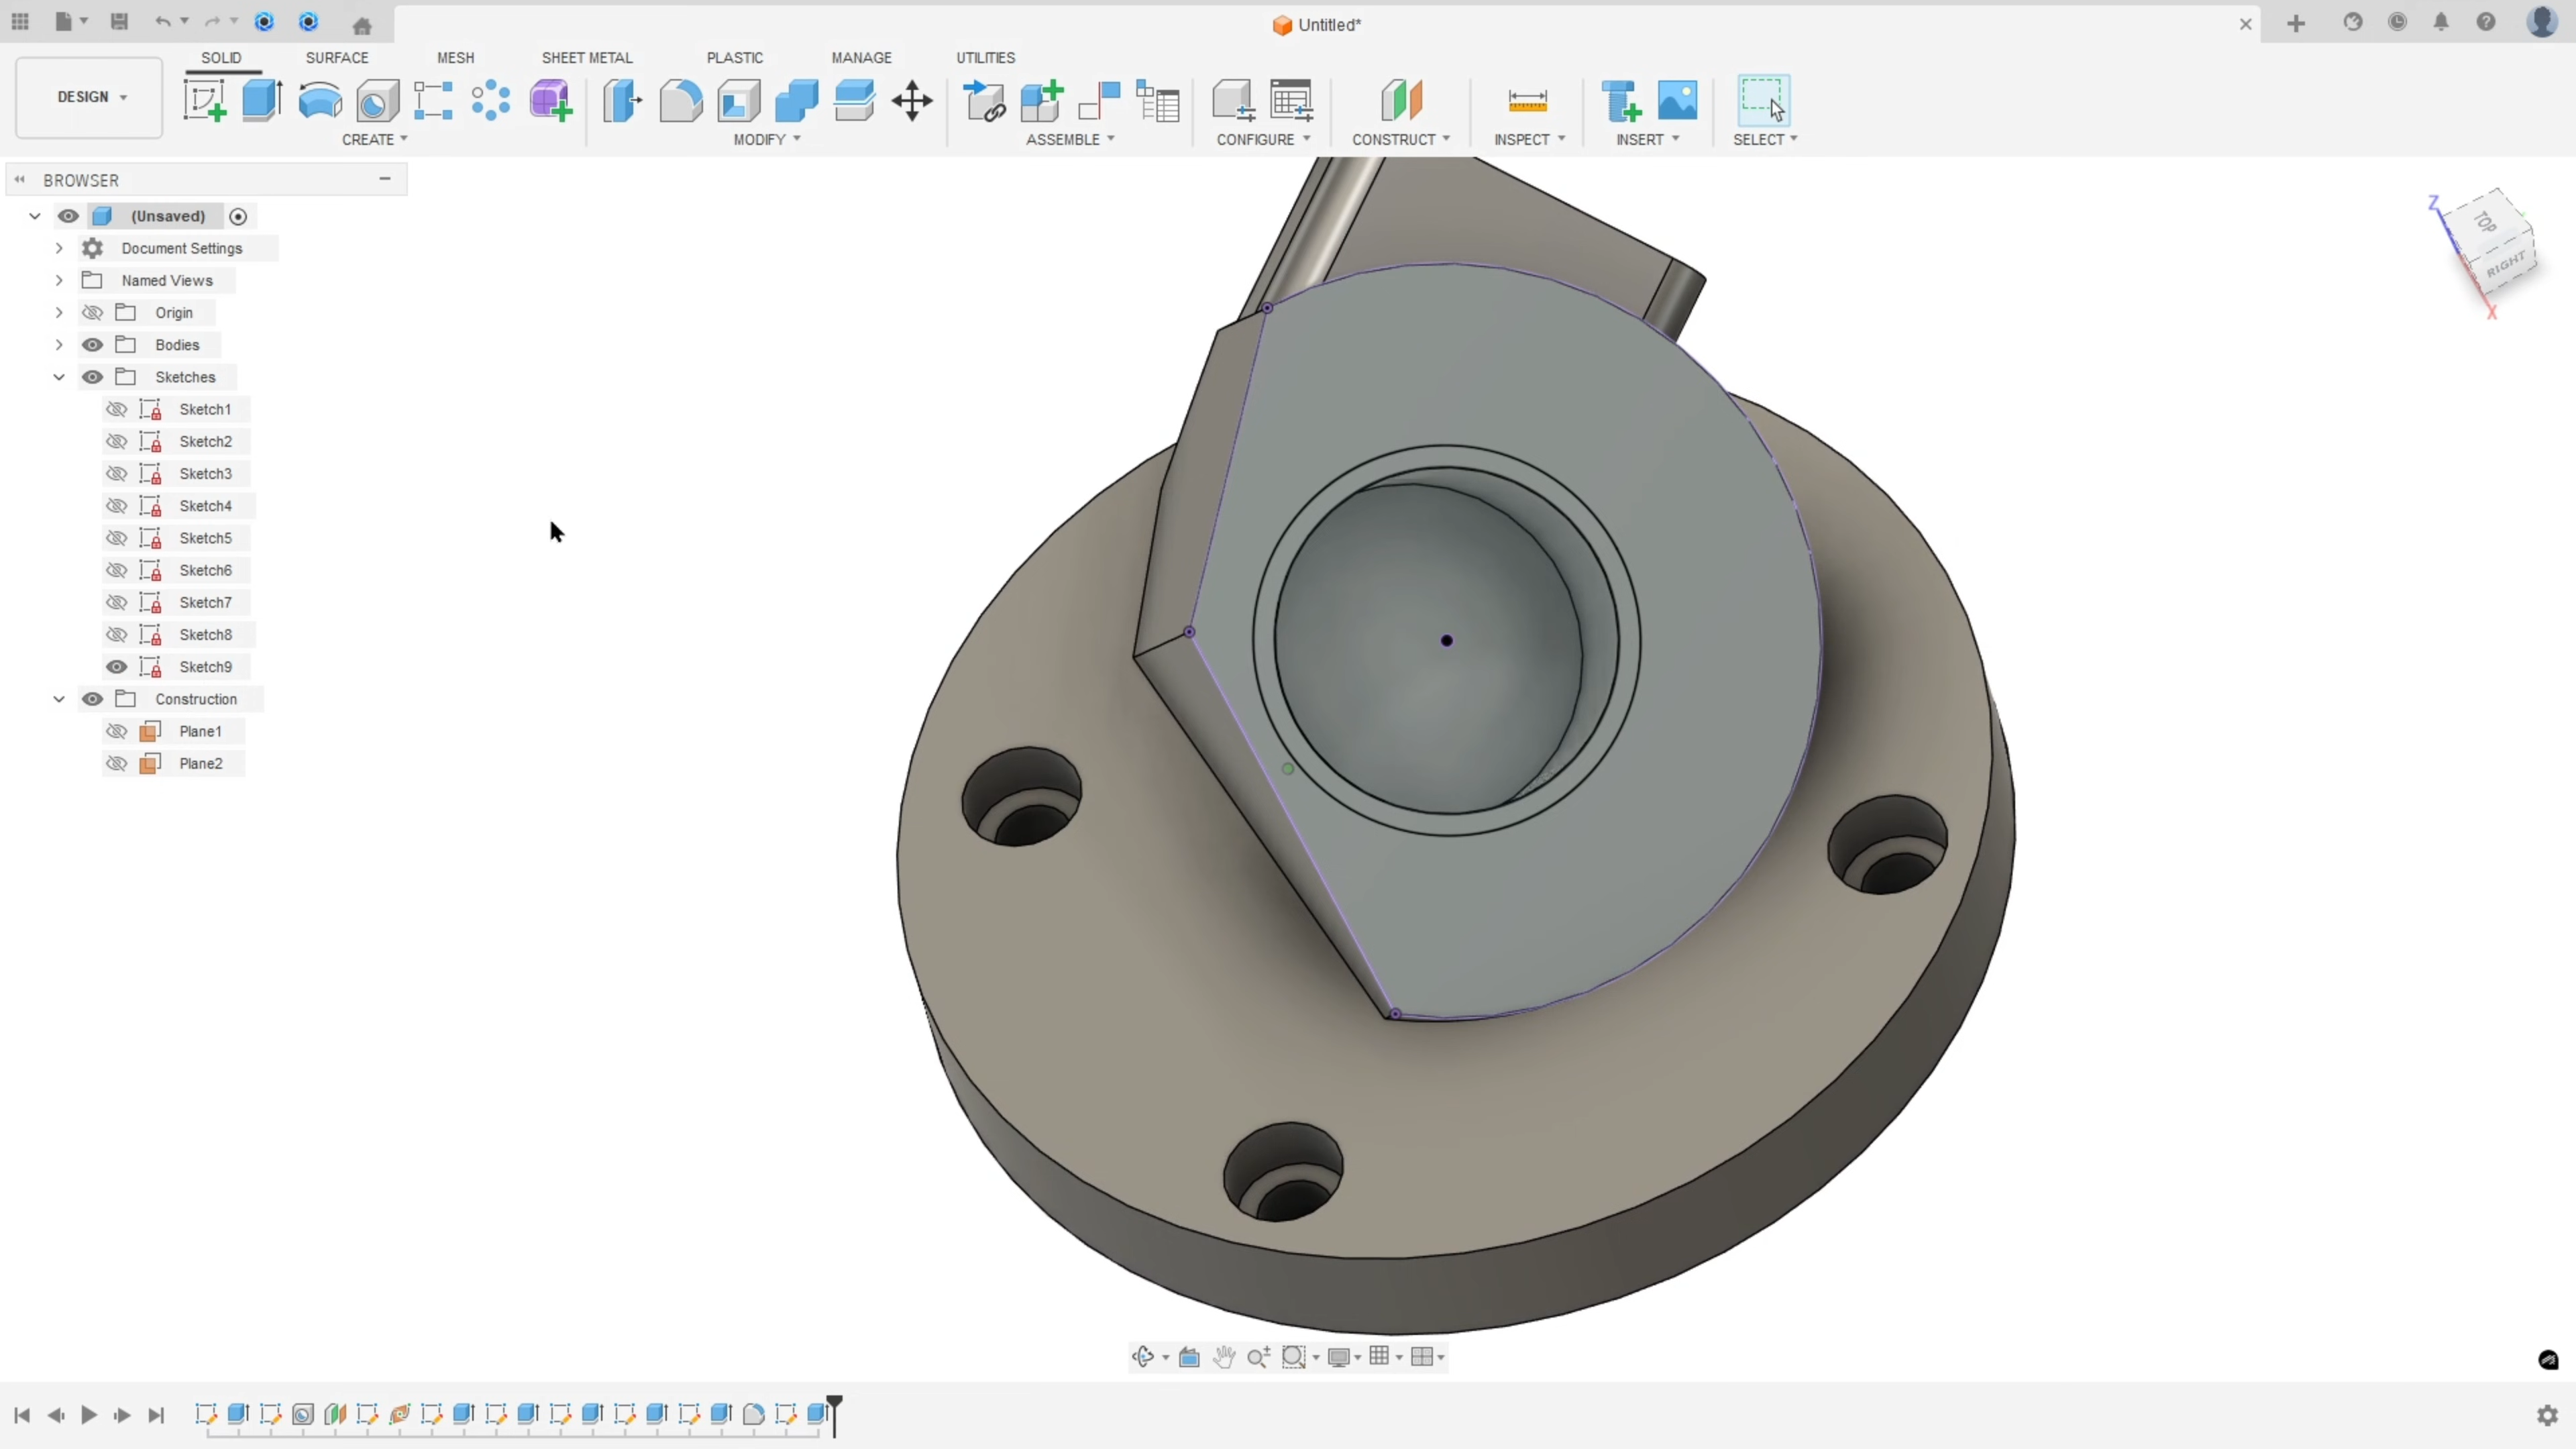 Untitled*
SOLID SURFACE MESH SHEET METAL PLASTIC MANAGE UTILITIES
DESIGN
CREATE MODIFY ASSEMBLE CONFIGURE CONSTRUCT INSPECT INSERT SELECT
BROWSER
(Unsaved)
Document Settings
Named Views
Origin
Bodies
Sketches
Sketch1
Sketch2
Sketch3
Sketch4
Sketch5
Sketch6
Sketch7
Sketch8
Sketch9
Construction
Plane1
Plane2
Z
TOP
RIGHT
X